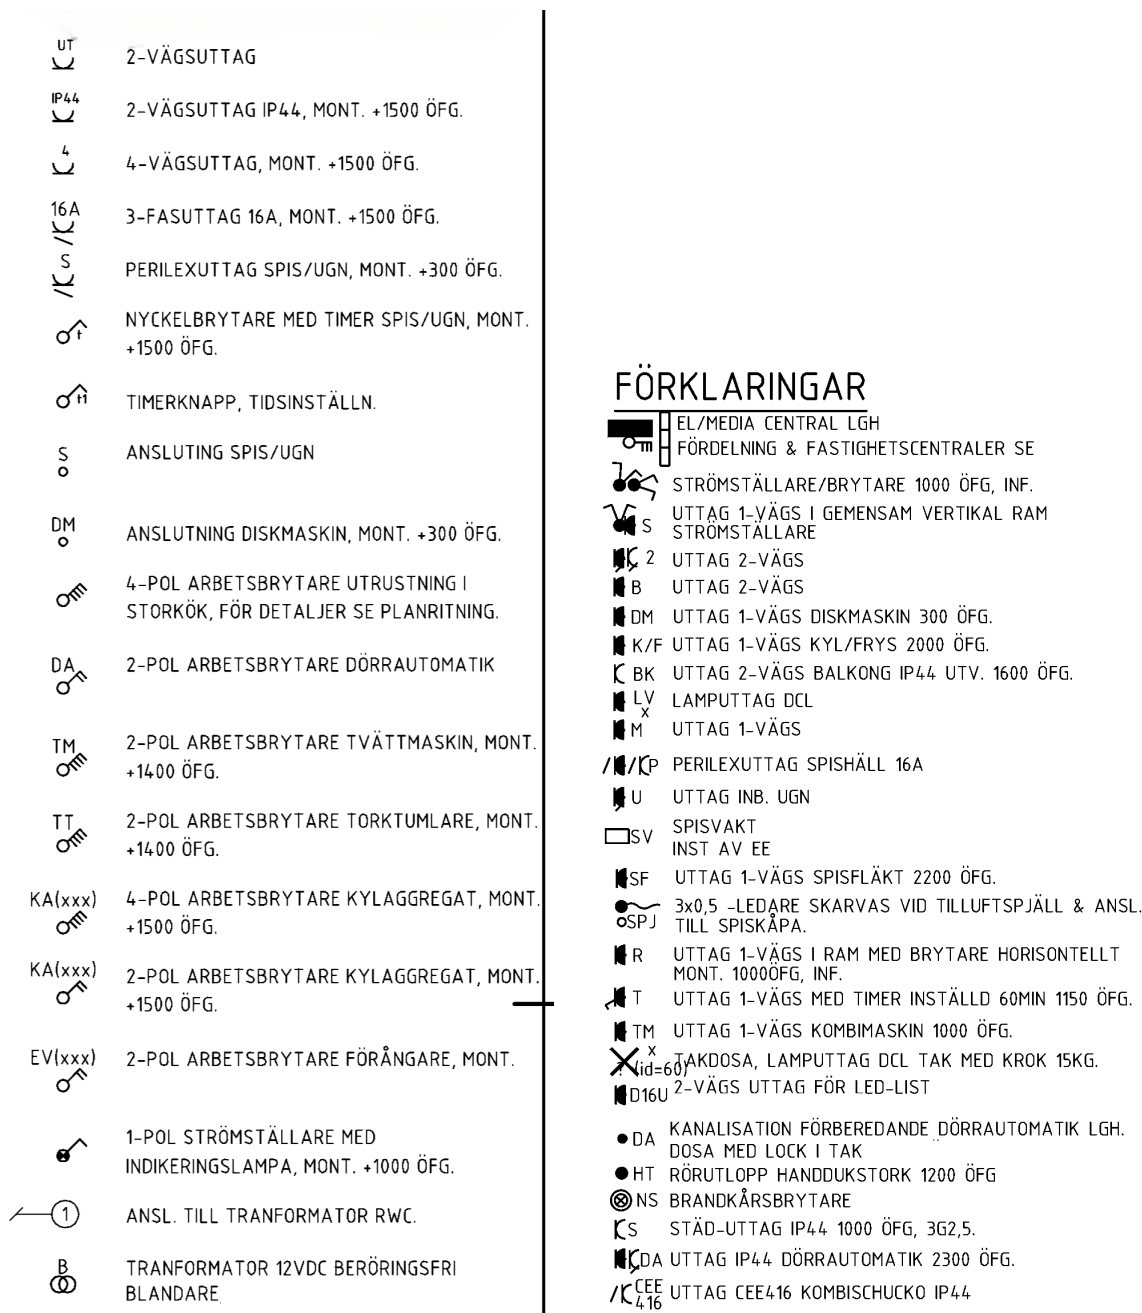 UT
2-VÄGSUTTAG
IP44
2-VÄGSUTTAG IP44, MONT. +1500 ÖFG.
4
4-VÄGSUTTAG, MONT. +1500 ÖFG.
16A
3-FASUTTAG 16A, MONT. +1500 ÖFG.
S
PERILEXUTTAG SPIS/UGN, MONT. +300 ÖFG.
t
NYCKELBRYTARE MED TIMER SPIS/UGN, MONT.
+1500 ÖFG.
TIMERKNAPP, TIDSINSTÄLLN.
S
ANSLUTING SPIS/UGN
DM
ANSLUTNING DISKMASKIN, MONT. +300 ÖFG.
4-POL ARBETSBRYTARE UTRUSTNING I
STORKÖK, FÖR DETALJER SE PLANRITNING.
DA
2-POL ARBETSBRYTARE DÖRRAUTOMATIK
TM
2-POL ARBETSBRYTARE TVÄTTMASKIN, MONT.
+1400 ÖFG.
TT
2-POL ARBETSBRYTARE TORKTUMLARE, MONT.
+1400 ÖFG.
KA(xxx)
4-POL ARBETSBRYTARE KYLAGGREGAT, MONT.
+1500 ÖFG.
KA(xxx)
2-POL ARBETSBRYTARE KYLAGGREGAT, MONT.
+1500 ÖFG.
EV(xxx)
2-POL ARBETSBRYTARE FÖRÅNGARE, MONT.
1-POL STRÖMSTÄLLARE MED
INDIKERINGSLAMPA, MONT. +1000 ÖFG.
1
ANSL. TILL TRANFORMATOR RWC.
B
TRANFORMATOR 12VDC BERÖRINGSFRI
BLANDARE
FÖRKLARINGAR
EL/MEDIA CENTRAL LGH
FÖRDELNING & FASTIGHETSCENTRALER SE
STRÖMSTÄLLARE/BRYTARE 1000 ÖFG, INF.
S UTTAG 1-VÄGS I GEMENSAM VERTIKAL RAM
STRÖMSTÄLLARE
2 UTTAG 2-VÄGS
B UTTAG 2-VÄGS
DM UTTAG 1-VÄGS DISKMASKIN 300 ÖFG.
K/F UTTAG 1-VÄGS KYL/FRYS 2000 ÖFG.
BK UTTAG 2-VÄGS BALKONG IP44 UTV. 1600 ÖFG.
LV LAMPUTTAG DCL
x
M UTTAG 1-VÄGS
P PERILEXUTTAG SPISHÄLL 16A
U UTTAG INB. UGN
SV SPISVAKT
INST AV EE
SF UTTAG 1-VÄGS SPISFLÄKT 2200 ÖFG.
SPJ 3x0,5 -LEDARE SKARVAS VID TILLUFTSPJÄLL & ANSL.
TILL SPISKÅPA.
R UTTAG 1-VÄGS I RAM MED BRYTARE HORISONTELLT
MONT. 1000ÖFG, INF.
T UTTAG 1-VÄGS MED TIMER INSTÄLLD 60MIN 1150 ÖFG.
TM UTTAG 1-VÄGS KOMBIMASKIN 1000 ÖFG.
x
(id=60) TAKDOSA, LAMPUTTAG DCL TAK MED KROK 15KG.
D16U 2-VÄGS UTTAG FÖR LED-LIST
DA KANALISATION FÖRBEREDANDE DÖRRAUTOMATIK LGH.
DOSA MED LOCK I TAK
HT RÖRUTLOPP HANDDUKSTORK 1200 ÖFG
NS BRANDKÅRSBRYTARE
S STÄD-UTTAG IP44 1000 ÖFG, 3G2,5.
DA UTTAG IP44 DÖRRAUTOMATIK 2300 ÖFG.
CEE
416 UTTAG CEE416 KOMBISCHUCKO IP44